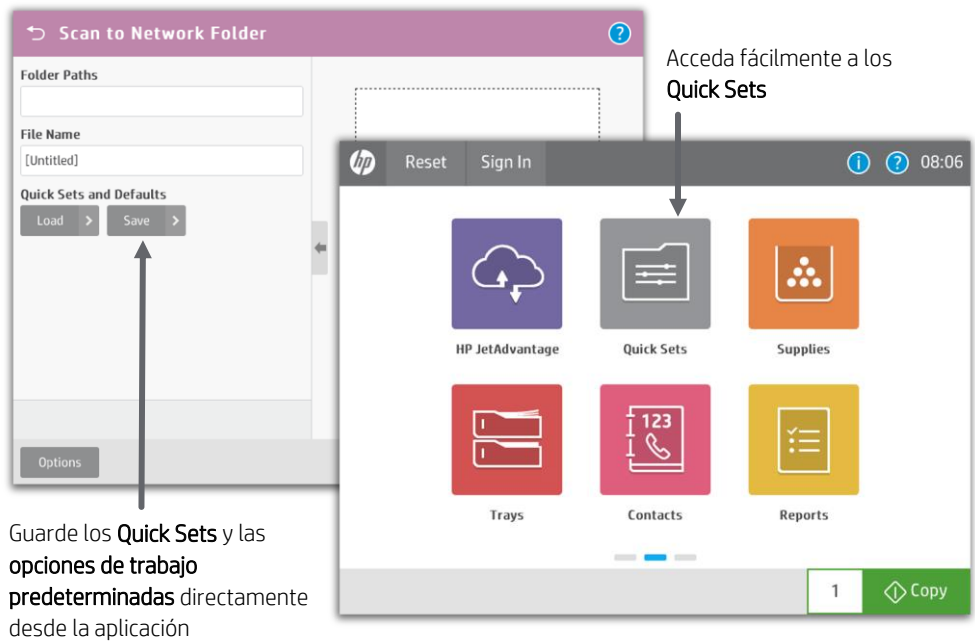 Scan to Network Folder
?
Folder Paths
File Name
[Untitled]
Quick Sets and Defaults
Load >
Save >
Options
Acceda fácilmente a los
Quick Sets
hp
Reset
Sign In
i
?
08:06
HP JetAdvantage
Quick Sets
Supplies
123
Trays
Contacts
Reports
1
Copy
Guarde los Quick Sets y las
opciones de trabajo
predeterminadas directamente
desde la aplicación